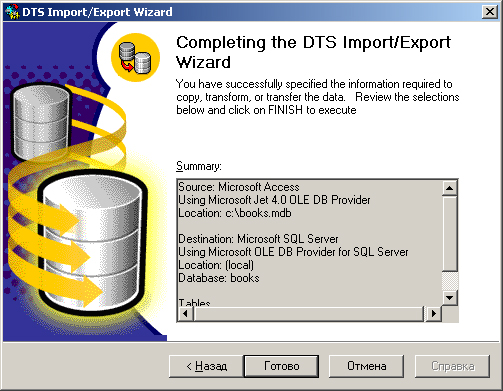 DTS Import/Export Wizard
Completing the DTS Import/Export
Wizard
You have successfully specified the information required to
copy, transform, or transfer the data. Review the selections
below and click on FINISH to execute
Summary:
Source: Microsoft Access
Using Microsoft Jet 4.0 OLE DB Provider
Location: c:\books.mdb
Destination: Microsoft SQL Server
Using Microsoft OLE DB Provider for SQL Server
Location: (local)
Database: books
Tables
< Назад
Готово
Отмена
Справка